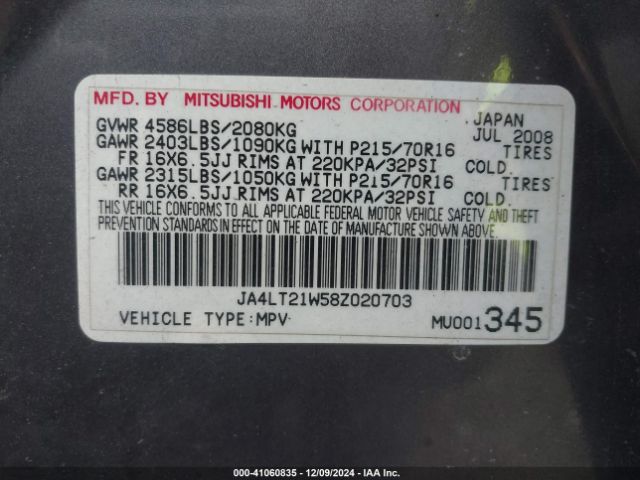 MFD. BY MITSUBISHI MOTORS CORPORATION
GVWR 4586LBS/2080KG JAPAN JUL 2008
GAWR 2403LBS/1090KG WITH P215/70R16 TIRES
FR 16X6.5JJ RIMS AT 220KPA/32PSI COLD.
GAWR 2315LBS/1050KG WITH P215/70R16 TIRES
RR 16X6.5JJ RIMS AT 220KPA/32PSI COLD.
THIS VEHICLE CONFORMS TO ALL APPLICABLE FEDERAL MOTOR VEHICLE SAFETY AND THEFT
PREVENTION STANDARDS IN EFFECT ON THE DATE OF MANUFACTURE SHOWN ABOVE.
JA4LT21W58Z020703
VEHICLE TYPE:MPV MU001345
000-41060835 - 12/09/2024 - IAAI.com